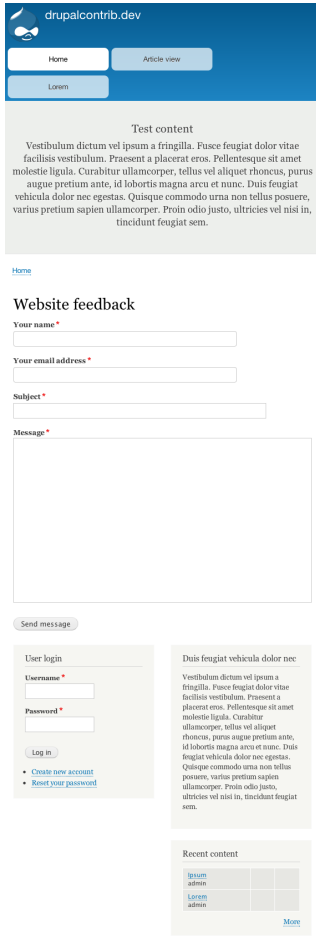 drupalcontrib.dev
Home
Article view
Lorem
Test content
Vestibulum dictum vel ipsum a fringilla. Fusce feugiat dolor vitae
facilisis vestibulum. Praesent a placerat eros. Pellentesque sit amet
molestie ligula. Curabitur ullamcorper, tellus vel aliquet rhoncus, purus
augue pretium ante, id lobortis magna arcu et nunc. Duis feugiat
vehicula dolor nec egestas. Quisque commodo urna non tellus posuere,
varius pretium sapien ullamcorper. Proin odio justo, ultricies vel nisi in,
tincidunt feugiat sem.
Home
Website feedback
Your name *
Your email address *
Subject *
Message *
Send message
User login
Username *
Password *
Log in
Create new account
Reset your password
Duis feugiat vehicula dolor nec
Vestibulum dictum vel ipsum a
fringilla. Fusce feugiat dolor vitae
facilisis vestibulum. Praesent a
placerat eros. Pellentesque sit amet
molestie ligula. Curabitur
ullamcorper, tellus vel aliquet
rhoncus, purus augue pretium ante,
id lobortis magna arcu et nunc. Duis
feugiat vehicula dolor nec egestas.
Quisque commodo urna non tellus
posuere, varius pretium sapien
ullamcorper. Proin odio justo,
ultricies vel nisi in, tincidunt feugiat
sem.
Recent content
Ipsum
admin
Lorem
admin
More